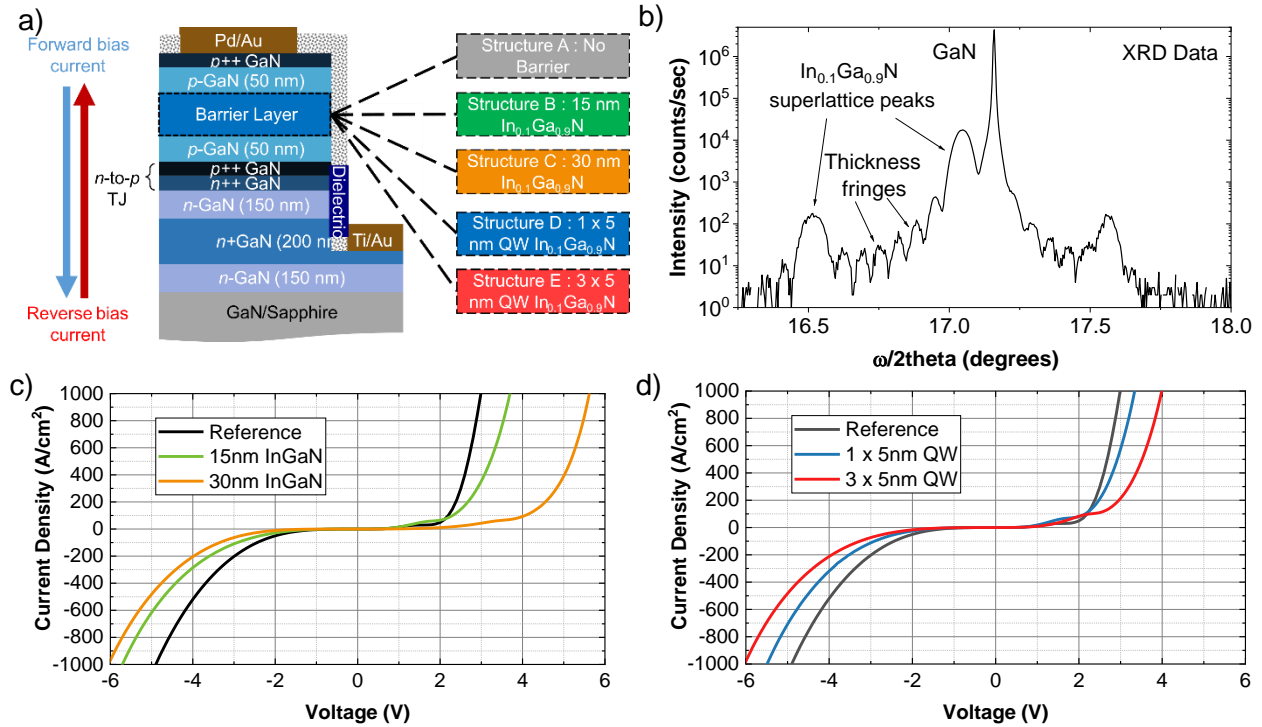 a)
Forward bias
current
Reverse bias
current
n-to-p
TJ
Pd/Au
p++ GaN
p-GaN (50 nm)
Barrier Layer
p-GaN (50 nm)
p++ GaN
n++ GaN
n-GaN (150 nm)
n+GaN (200 nm)
n-GaN (150 nm)
GaN/Sapphire
Dielectric
Ti/Au
Structure A : No
Barrier
Structure B : 15 nm
In0.1Ga0.9N
Structure C : 30 nm
In0.1Ga0.9N
Structure D : 1 x 5
nm QW In0.1Ga0.9N
Structure E : 3 x 5
nm QW In0.1Ga0.9N
b)
GaN
XRD Data
In0.1Ga0.9N
superlattice peaks
Thickness
fringes
Intensity (counts/sec)
10^6
10^5
10^4
10^3
10^2
10^1
10^0
16.5 17.0 17.5 18.0
ω/2theta (degrees)
c)
Reference
15nm InGaN
30nm InGaN
Current Density (A/cm²)
1000
800
600
400
200
0
-200
-400
-600
-800
-1000
-6 -4 -2 0 2 4 6
Voltage (V)
d)
Reference
1 x 5nm QW
3 x 5nm QW
Current Density (A/cm²)
1000
800
600
400
200
0
-200
-400
-600
-800
-1000
-6 -4 -2 0 2 4 6
Voltage (V)